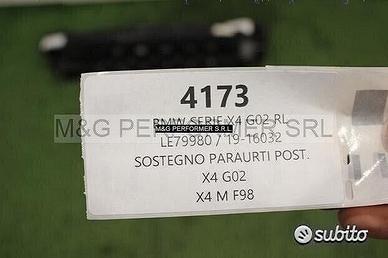 4173
BMW SERIE X4 G02 RL
M&G PERFORMER S.R.L
M&G PERFORMER SRL
LE79980 / 19-16032
SOSTEGNO PARAURTI POST.
X4 G02
X4 M F98
subito